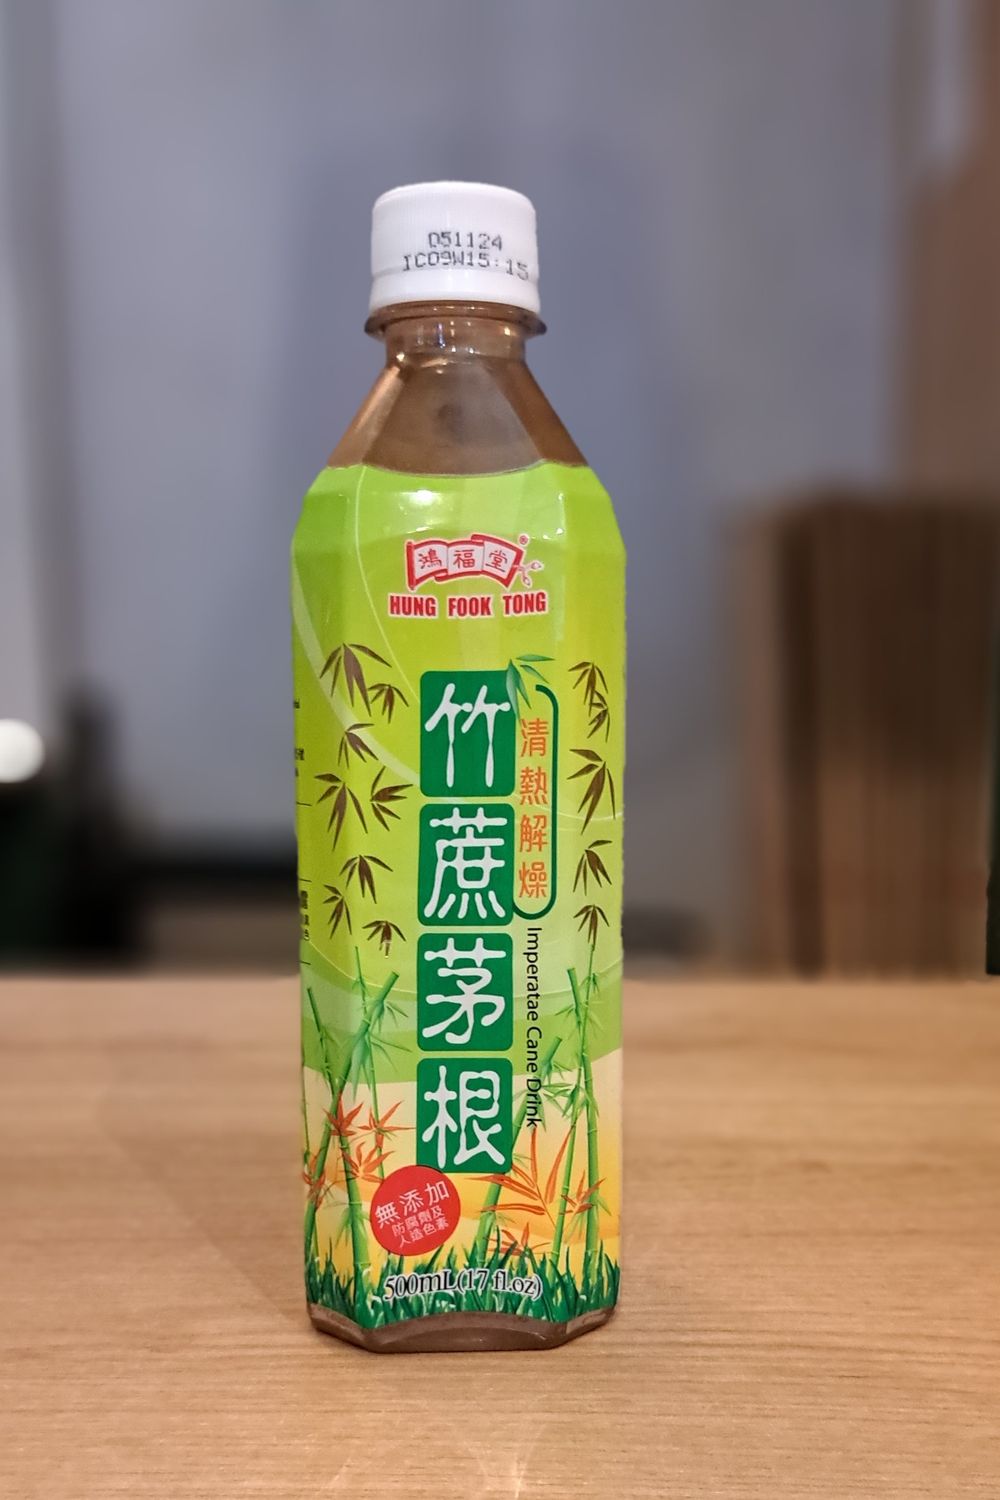 051124
IC09W15:15
鴻福堂®
HUNG FOOK TONG
竹蔗茅根
清熱解燥
Imperatae Cane Drink
無添加
防腐劑及
人造色素
500mL(17 fl.oz)